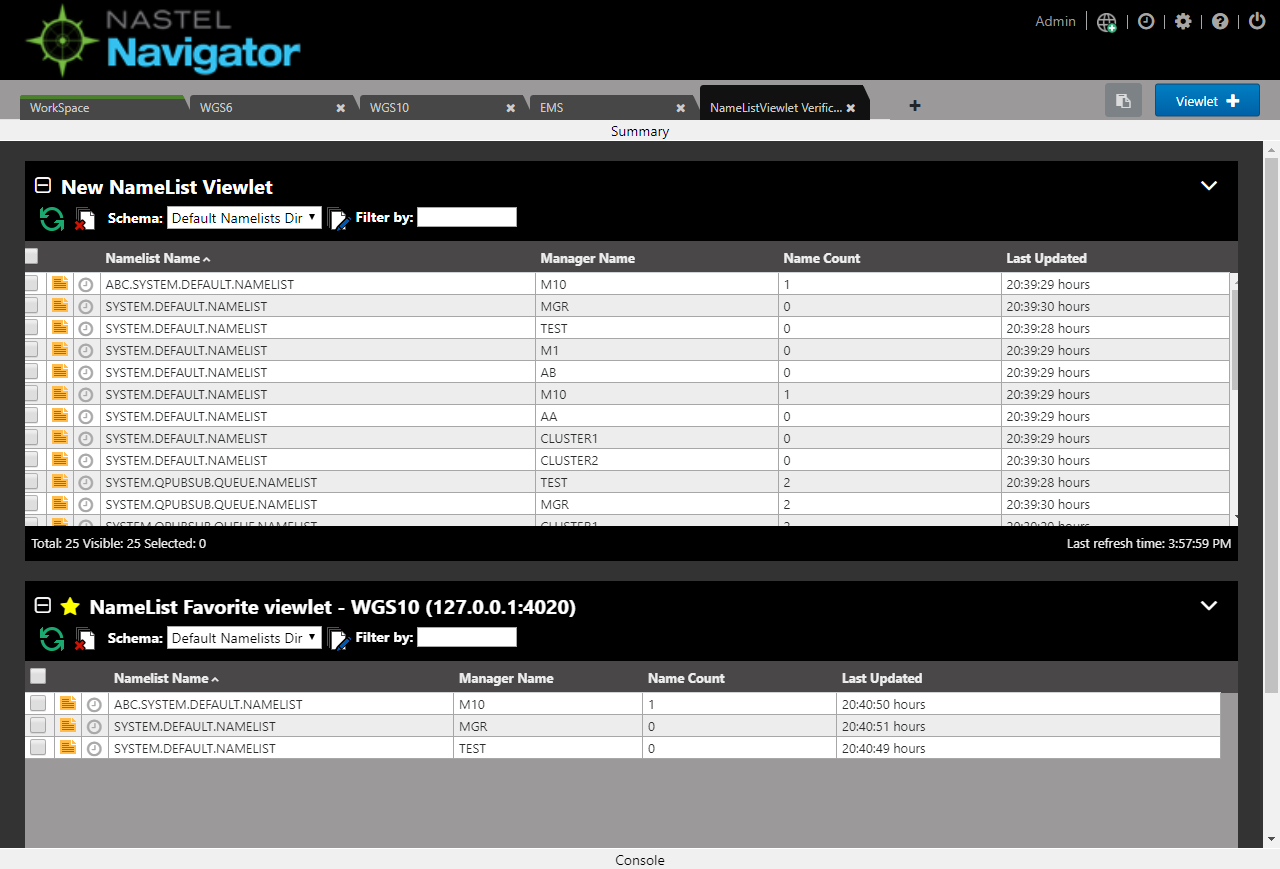 NASTEL
Navigator
Admin
WorkSpace WGS6 WGS10 EMS NameListViewlet Verific... Viewlet
Summary
New NameList Viewlet
Schema: Default Namelists Dir Filter by:
Namelist Name Manager Name Name Count Last Updated
ABC.SYSTEM.DEFAULT.NAMELIST M10 1 20:39:29 hours
SYSTEM.DEFAULT.NAMELIST MGR 0 20:39:30 hours
SYSTEM.DEFAULT.NAMELIST TEST 0 20:39:28 hours
SYSTEM.DEFAULT.NAMELIST M1 0 20:39:29 hours
SYSTEM.DEFAULT.NAMELIST AB 0 20:39:29 hours
SYSTEM.DEFAULT.NAMELIST M10 1 20:39:29 hours
SYSTEM.DEFAULT.NAMELIST AA 0 20:39:29 hours
SYSTEM.DEFAULT.NAMELIST CLUSTER1 0 20:39:29 hours
SYSTEM.DEFAULT.NAMELIST CLUSTER2 0 20:39:30 hours
SYSTEM.QPUBSUB.QUEUE.NAMELIST TEST 2 20:39:28 hours
SYSTEM.QPUBSUB.QUEUE.NAMELIST MGR 2 20:39:30 hours
SYSTEM.QPUBSUB.QUEUE.NAMELIST CLUSTER1
Total: 25 Visible: 25 Selected: 0 Last refresh time: 3:57:59 PM
NameList Favorite viewlet - WGS10 (127.0.0.1:4020)
Schema: Default Namelists Dir Filter by:
Namelist Name Manager Name Name Count Last Updated
ABC.SYSTEM.DEFAULT.NAMELIST M10 1 20:40:50 hours
SYSTEM.DEFAULT.NAMELIST MGR 0 20:40:51 hours
SYSTEM.DEFAULT.NAMELIST TEST 0 20:40:49 hours
Console